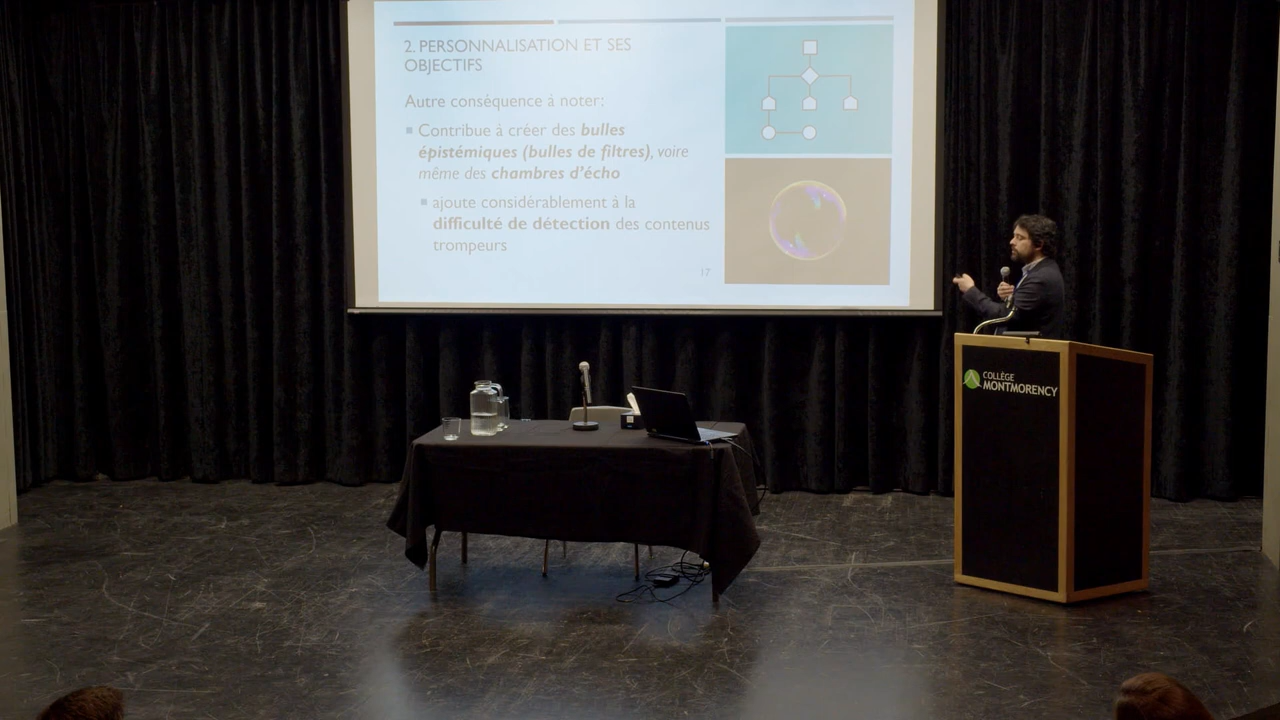 2. PERSONNALISATION ET SES
OBJECTIFS
Autre conséquence à noter:
▪ Contribue à créer des bulles
épistémiques (bulles de filtres), voire
même des chambres d'écho
▪ ajoute considérablement à la
difficulté de détection des contenus
trompeurs
17
COLLÈGE
MONTMORENCY